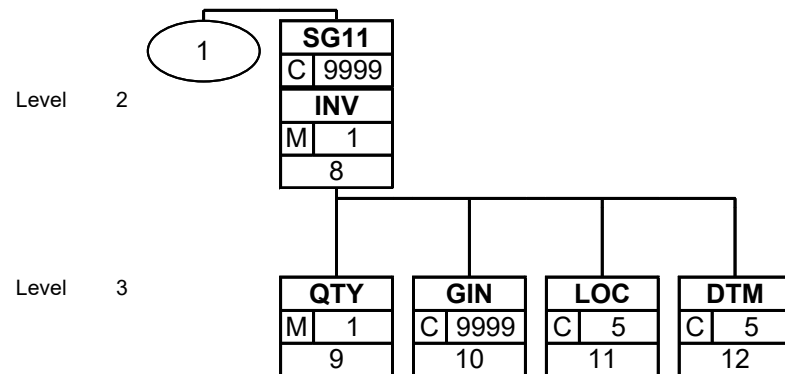 1
SG11
C 9999
Level 2
INV
M 1
8
Level 3
QTY GIN LOC DTM
M 1 C 9999 C 5 C 5
9 10 11 12